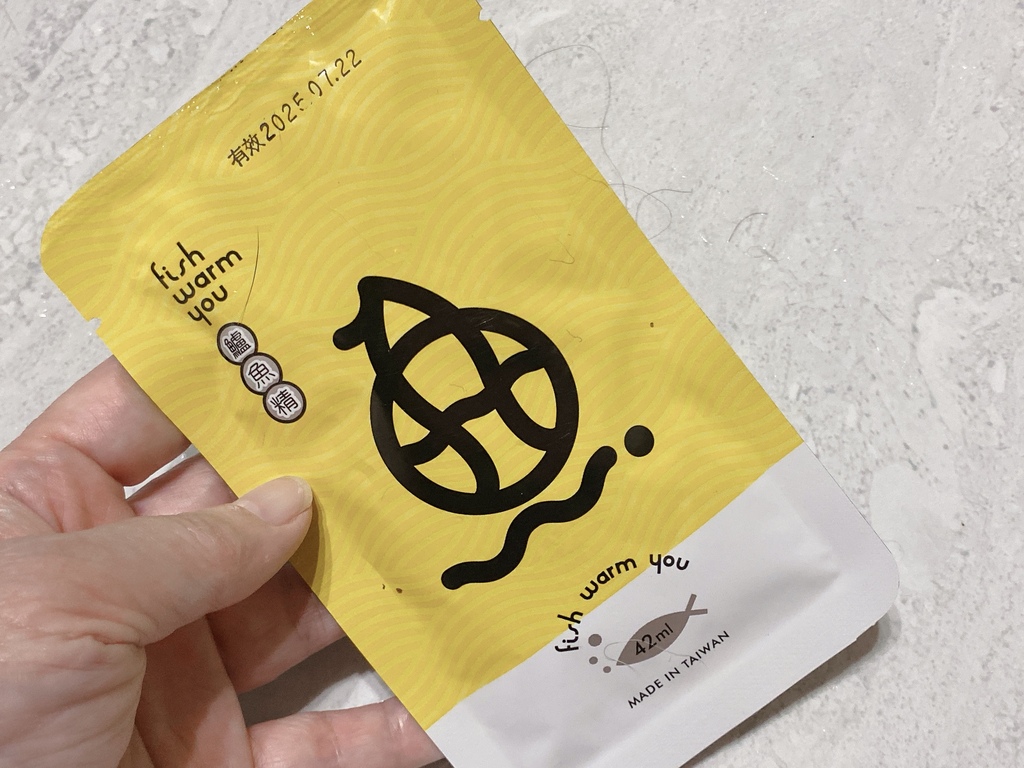 有效2025.07.22
fish
warm
you
鱸
魚
精
fish warm you
42ml
MADE IN TAIWAN